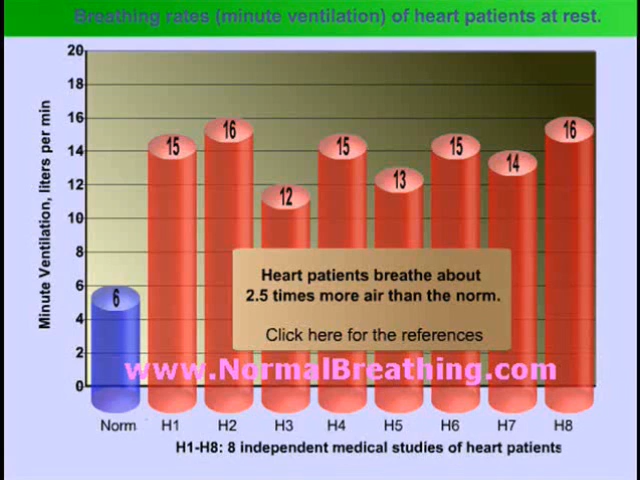 Breathing rates (minute ventilation) of heart patients at rest.
Minute Ventilation, liters per min
20
18
16
14
12
10
8
6
4
2
0
6
15
16
12
15
13
15
14
16
Heart patients breathe about
2.5 times more air than the norm.
Click here for the references
www.NormalBreathing.com
Norm H1 H2 H3 H4 H5 H6 H7 H8
H1-H8: 8 independent medical studies of heart patients